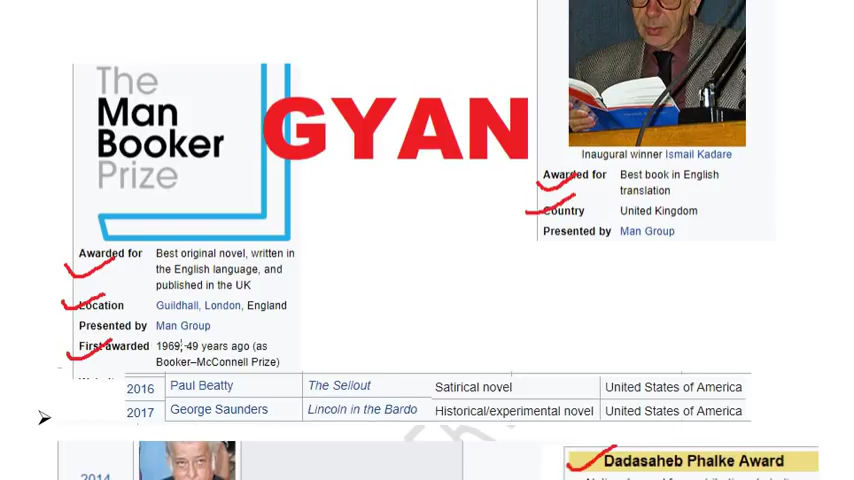 The
Man
Booker
Prize
GYAN
Awarded for Best original novel, written in
the English language, and
published in the UK
Location Guildhall, London, England
Presented by Man Group
First awarded 1969; 49 years ago (as
Booker–McConnell Prize)
Inaugural winner Ismail Kadare
Awarded for Best book in English
translation
Country United Kingdom
Presented by Man Group
2016 Paul Beatty The Sellout Satirical novel United States of America
2017 George Saunders Lincoln in the Bardo Historical/experimental novel United States of America
2014
Dadasaheb Phalke Award